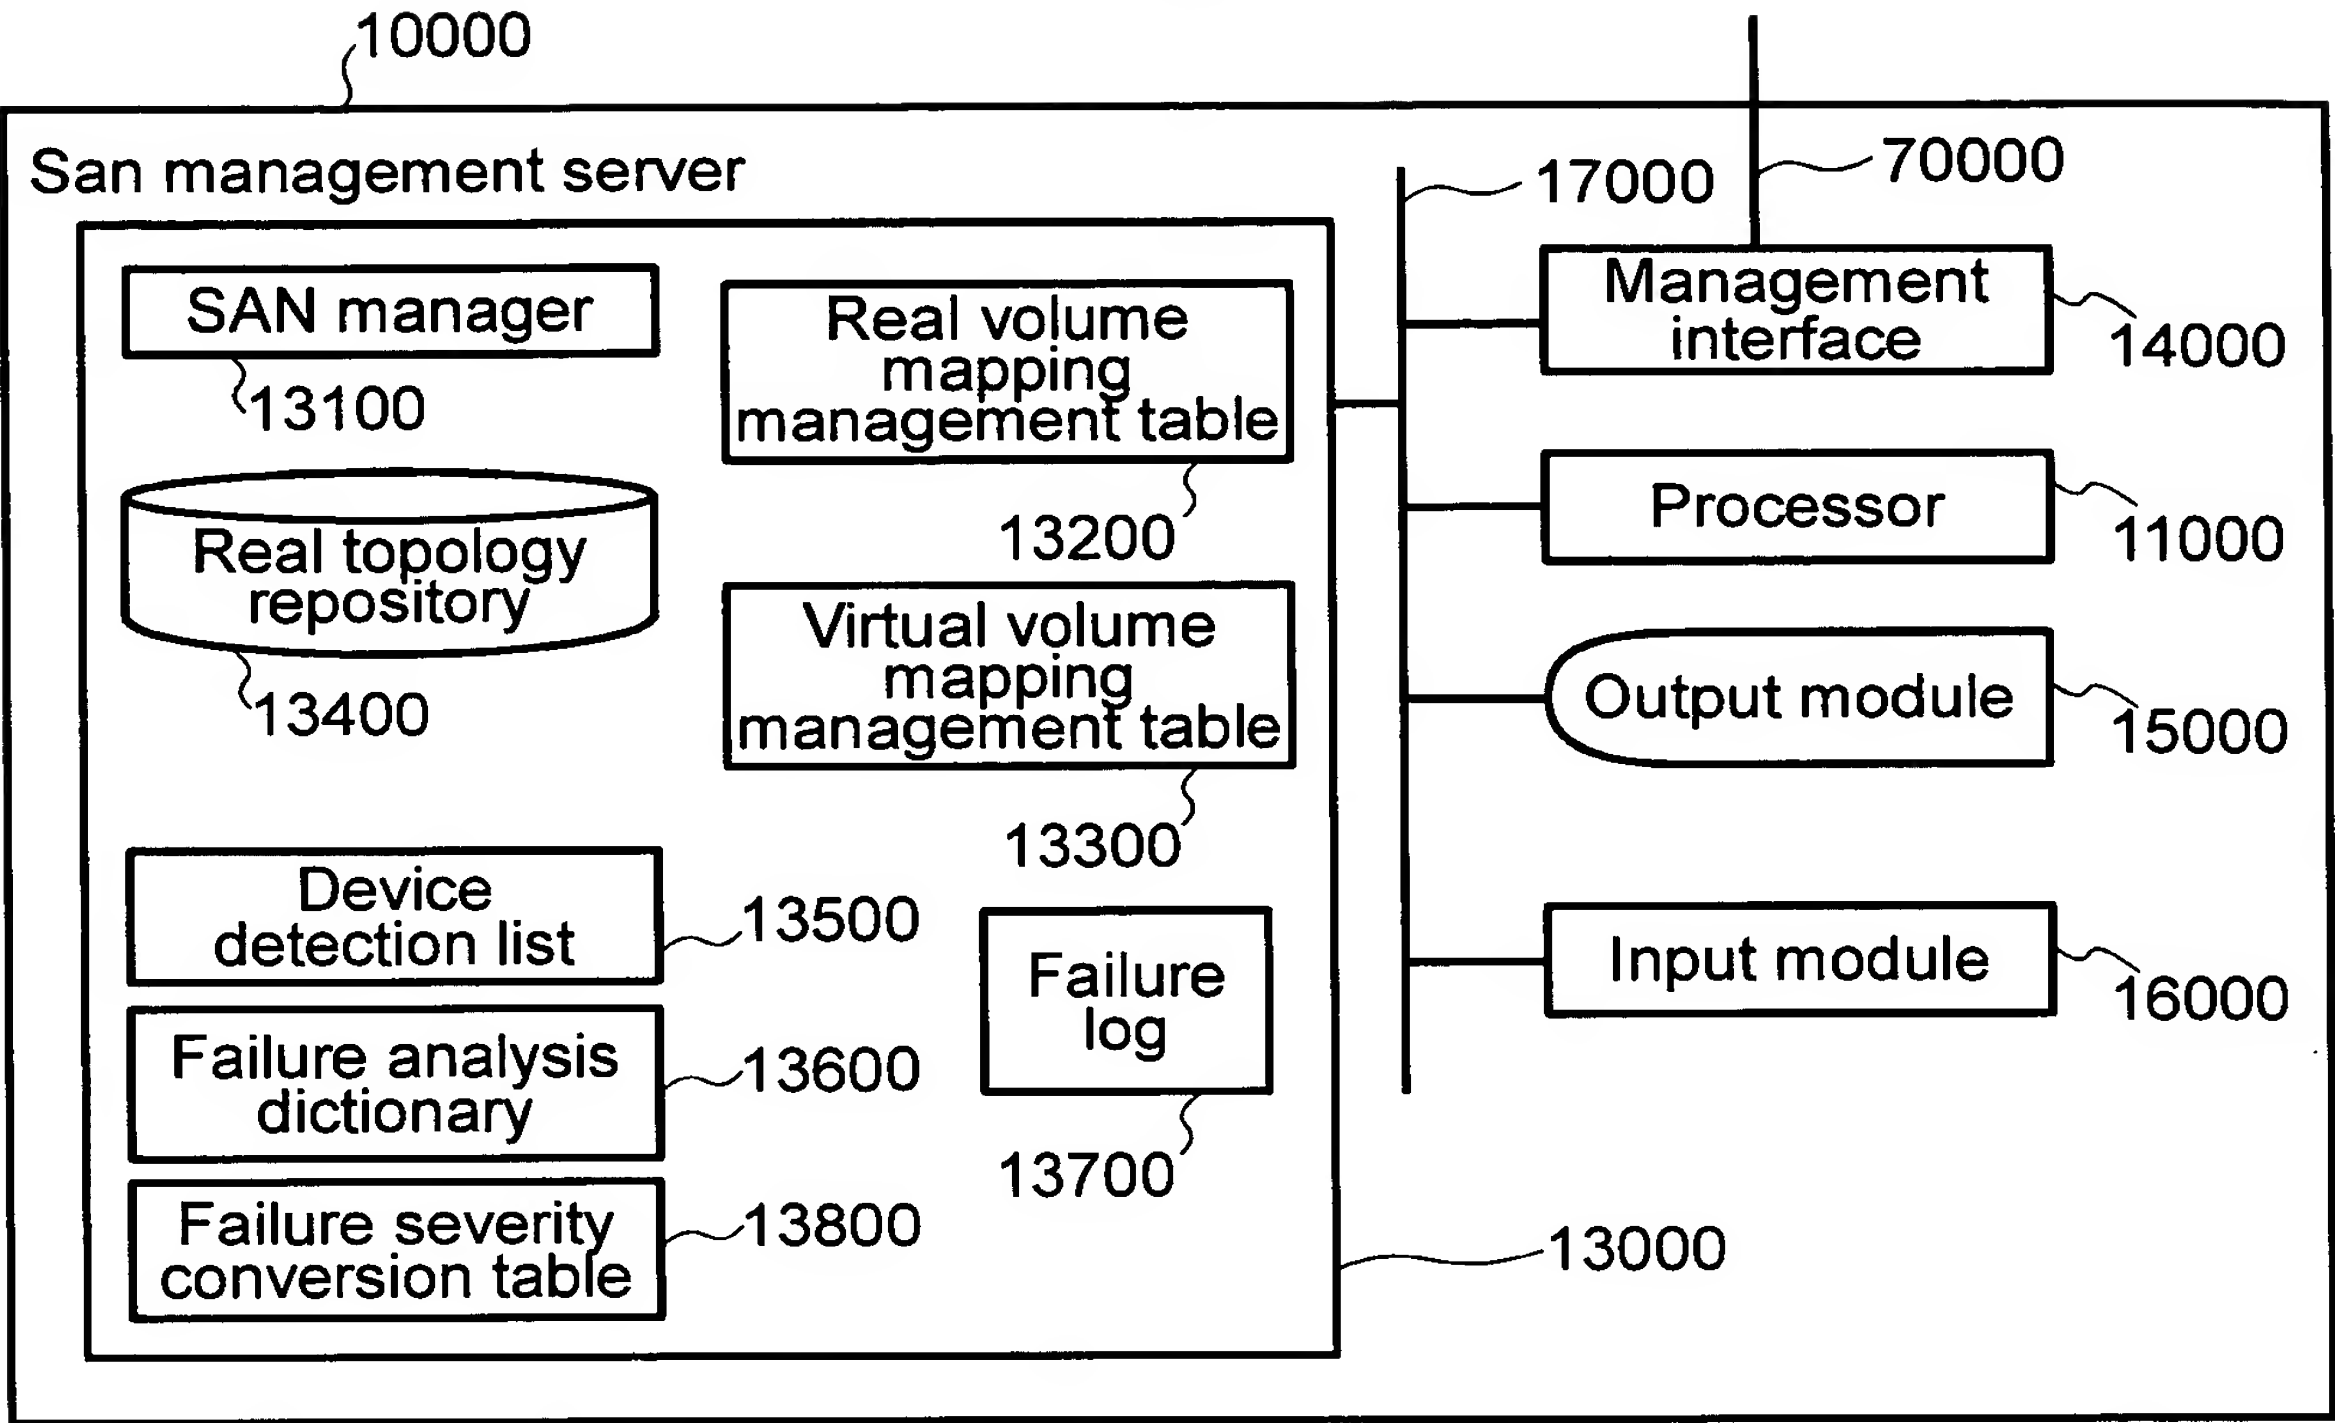 10000
San management server
17000
70000
SAN manager
13100
Real volume
mapping
management table
13200
Management
interface
14000
Real topology
repository
13400
Processor
11000
Virtual volume
mapping
management table
13300
Output module
15000
Device
detection list
13500
Failure
log
13700
Input module
16000
Failure analysis
dictionary
13600
Failure severity
conversion table
13800
13000